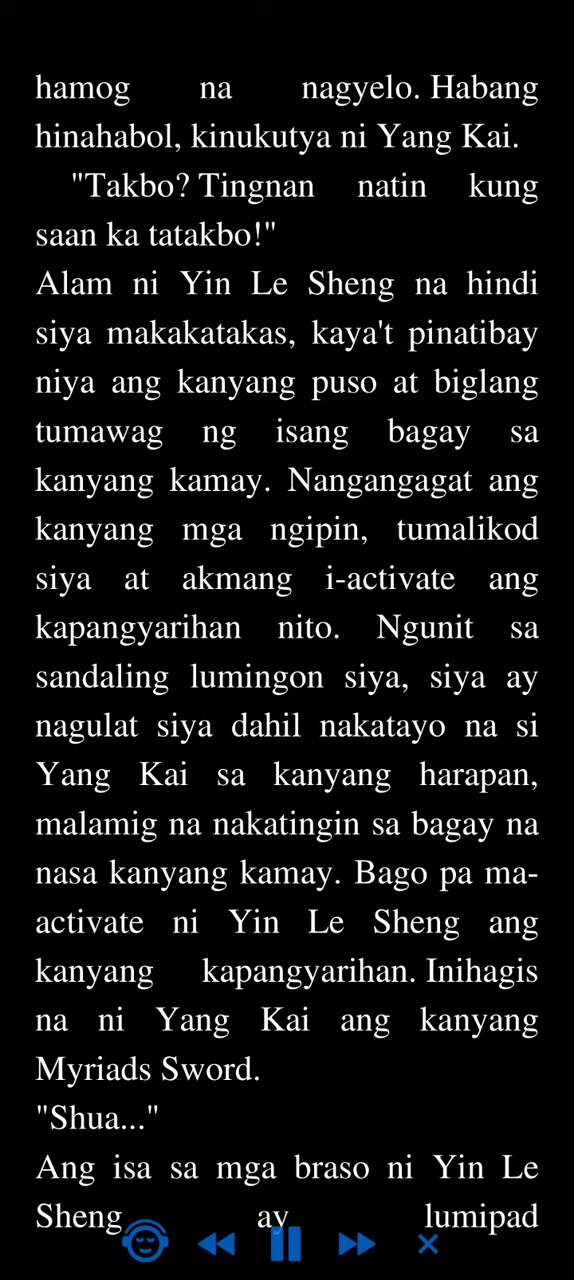 hamog na nagyelo. Habang
hinahabol, kinukutya ni Yang Kai.
"Takbo? Tingnan natin kung
saan ka tatakbo!"
Alam ni Yin Le Sheng na hindi
siya makakatakas, kaya't pinatibay
niya ang kanyang puso at biglang
tumawag ng isang bagay sa
kanyang kamay. Nangangagat ang
kanyang mga ngipin, tumalikod
siya at akmang i-activate ang
kapangyarihan nito. Ngunit sa
sandaling lumingon siya, siya ay
nagulat siya dahil nakatayo na si
Yang Kai sa kanyang harapan,
malamig na nakatingin sa bagay na
nasa kanyang kamay. Bago pa ma-
activate ni Yin Le Sheng ang
kanyang kapangyarihan. Inihagis
na ni Yang Kai ang kanyang
Myriads Sword.
"Shua..."
Ang isa sa mga braso ni Yin Le
Sheng ay lumipad